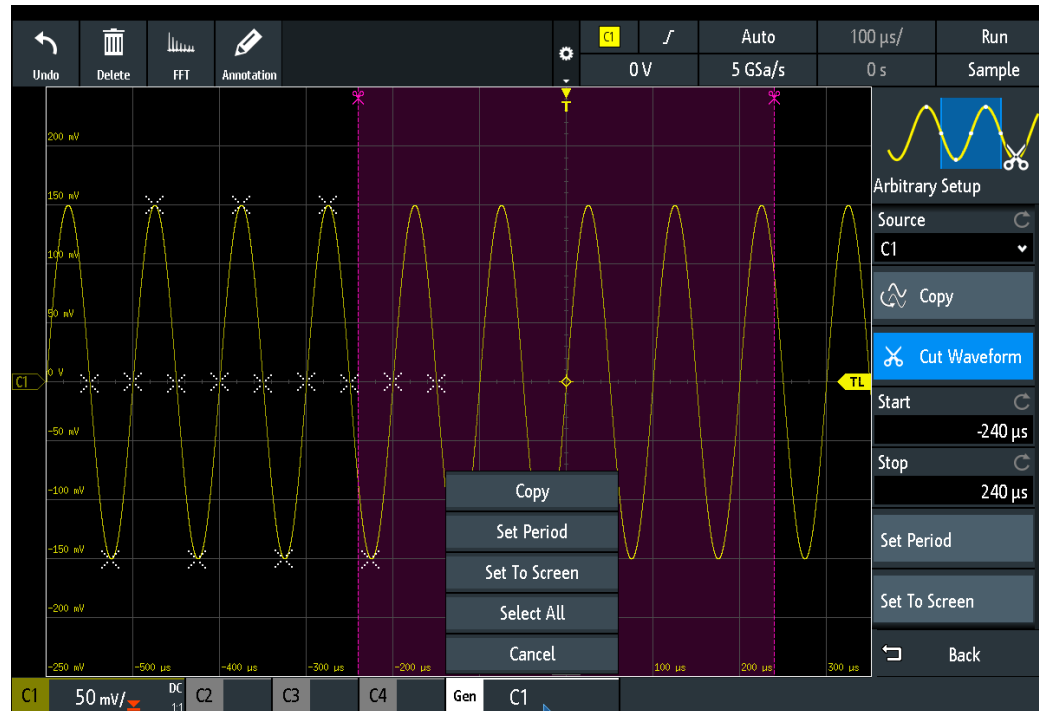 C1 Auto 100 µs/ Run
Undo Delete FFT Annotation 0 V 5 GSa/s 0 s Sample
T
200 mV
150 mV
100 mV
50 mV
0 V
C1 TL
-50 mV
-100 mV
-150 mV
-200 mV
-250 mV -500 µs -400 µs -300 µs -200 µs 100 µs 200 µs 300 µs
Copy
Set Period
Set To Screen
Select All
Cancel
Arbitrary Setup
Source
C1
Copy
Cut Waveform
Start
-240 µs
Stop
240 µs
Set Period
Set To Screen
Back
C1 50 mV/ DC 1:1 C2 C3 C4 Gen C1